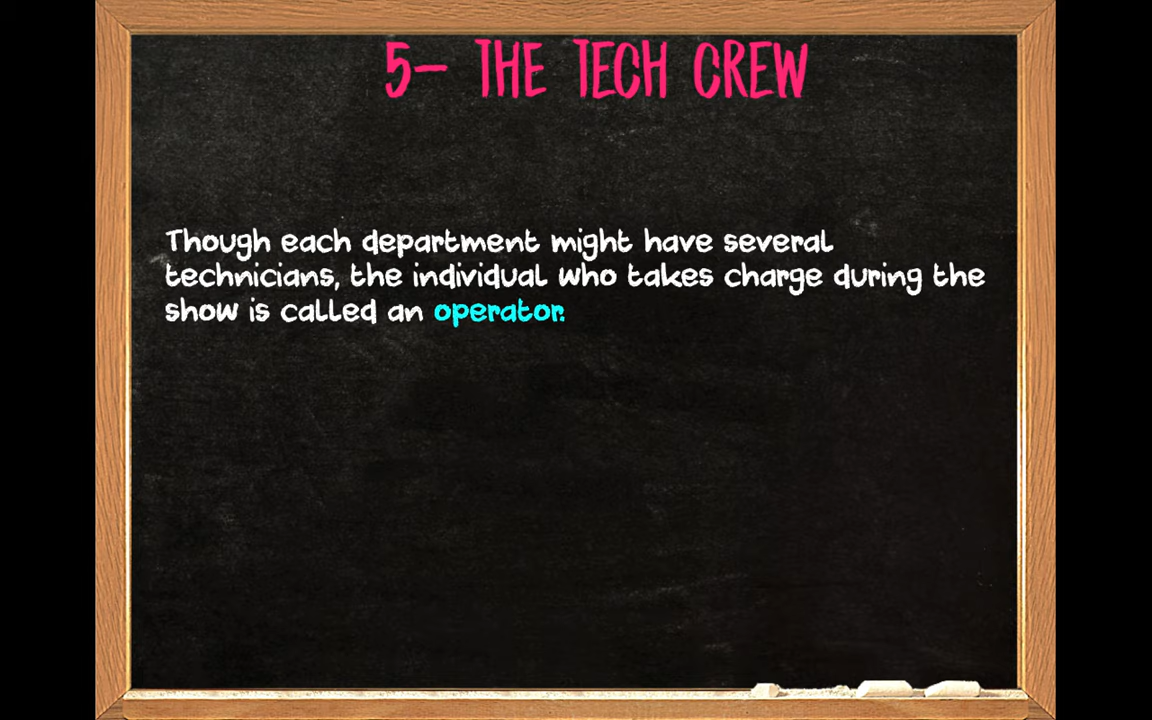 5- THE TECH CREW
Though each department might have several
technicians, the individual who takes charge during the
show is called an operator.